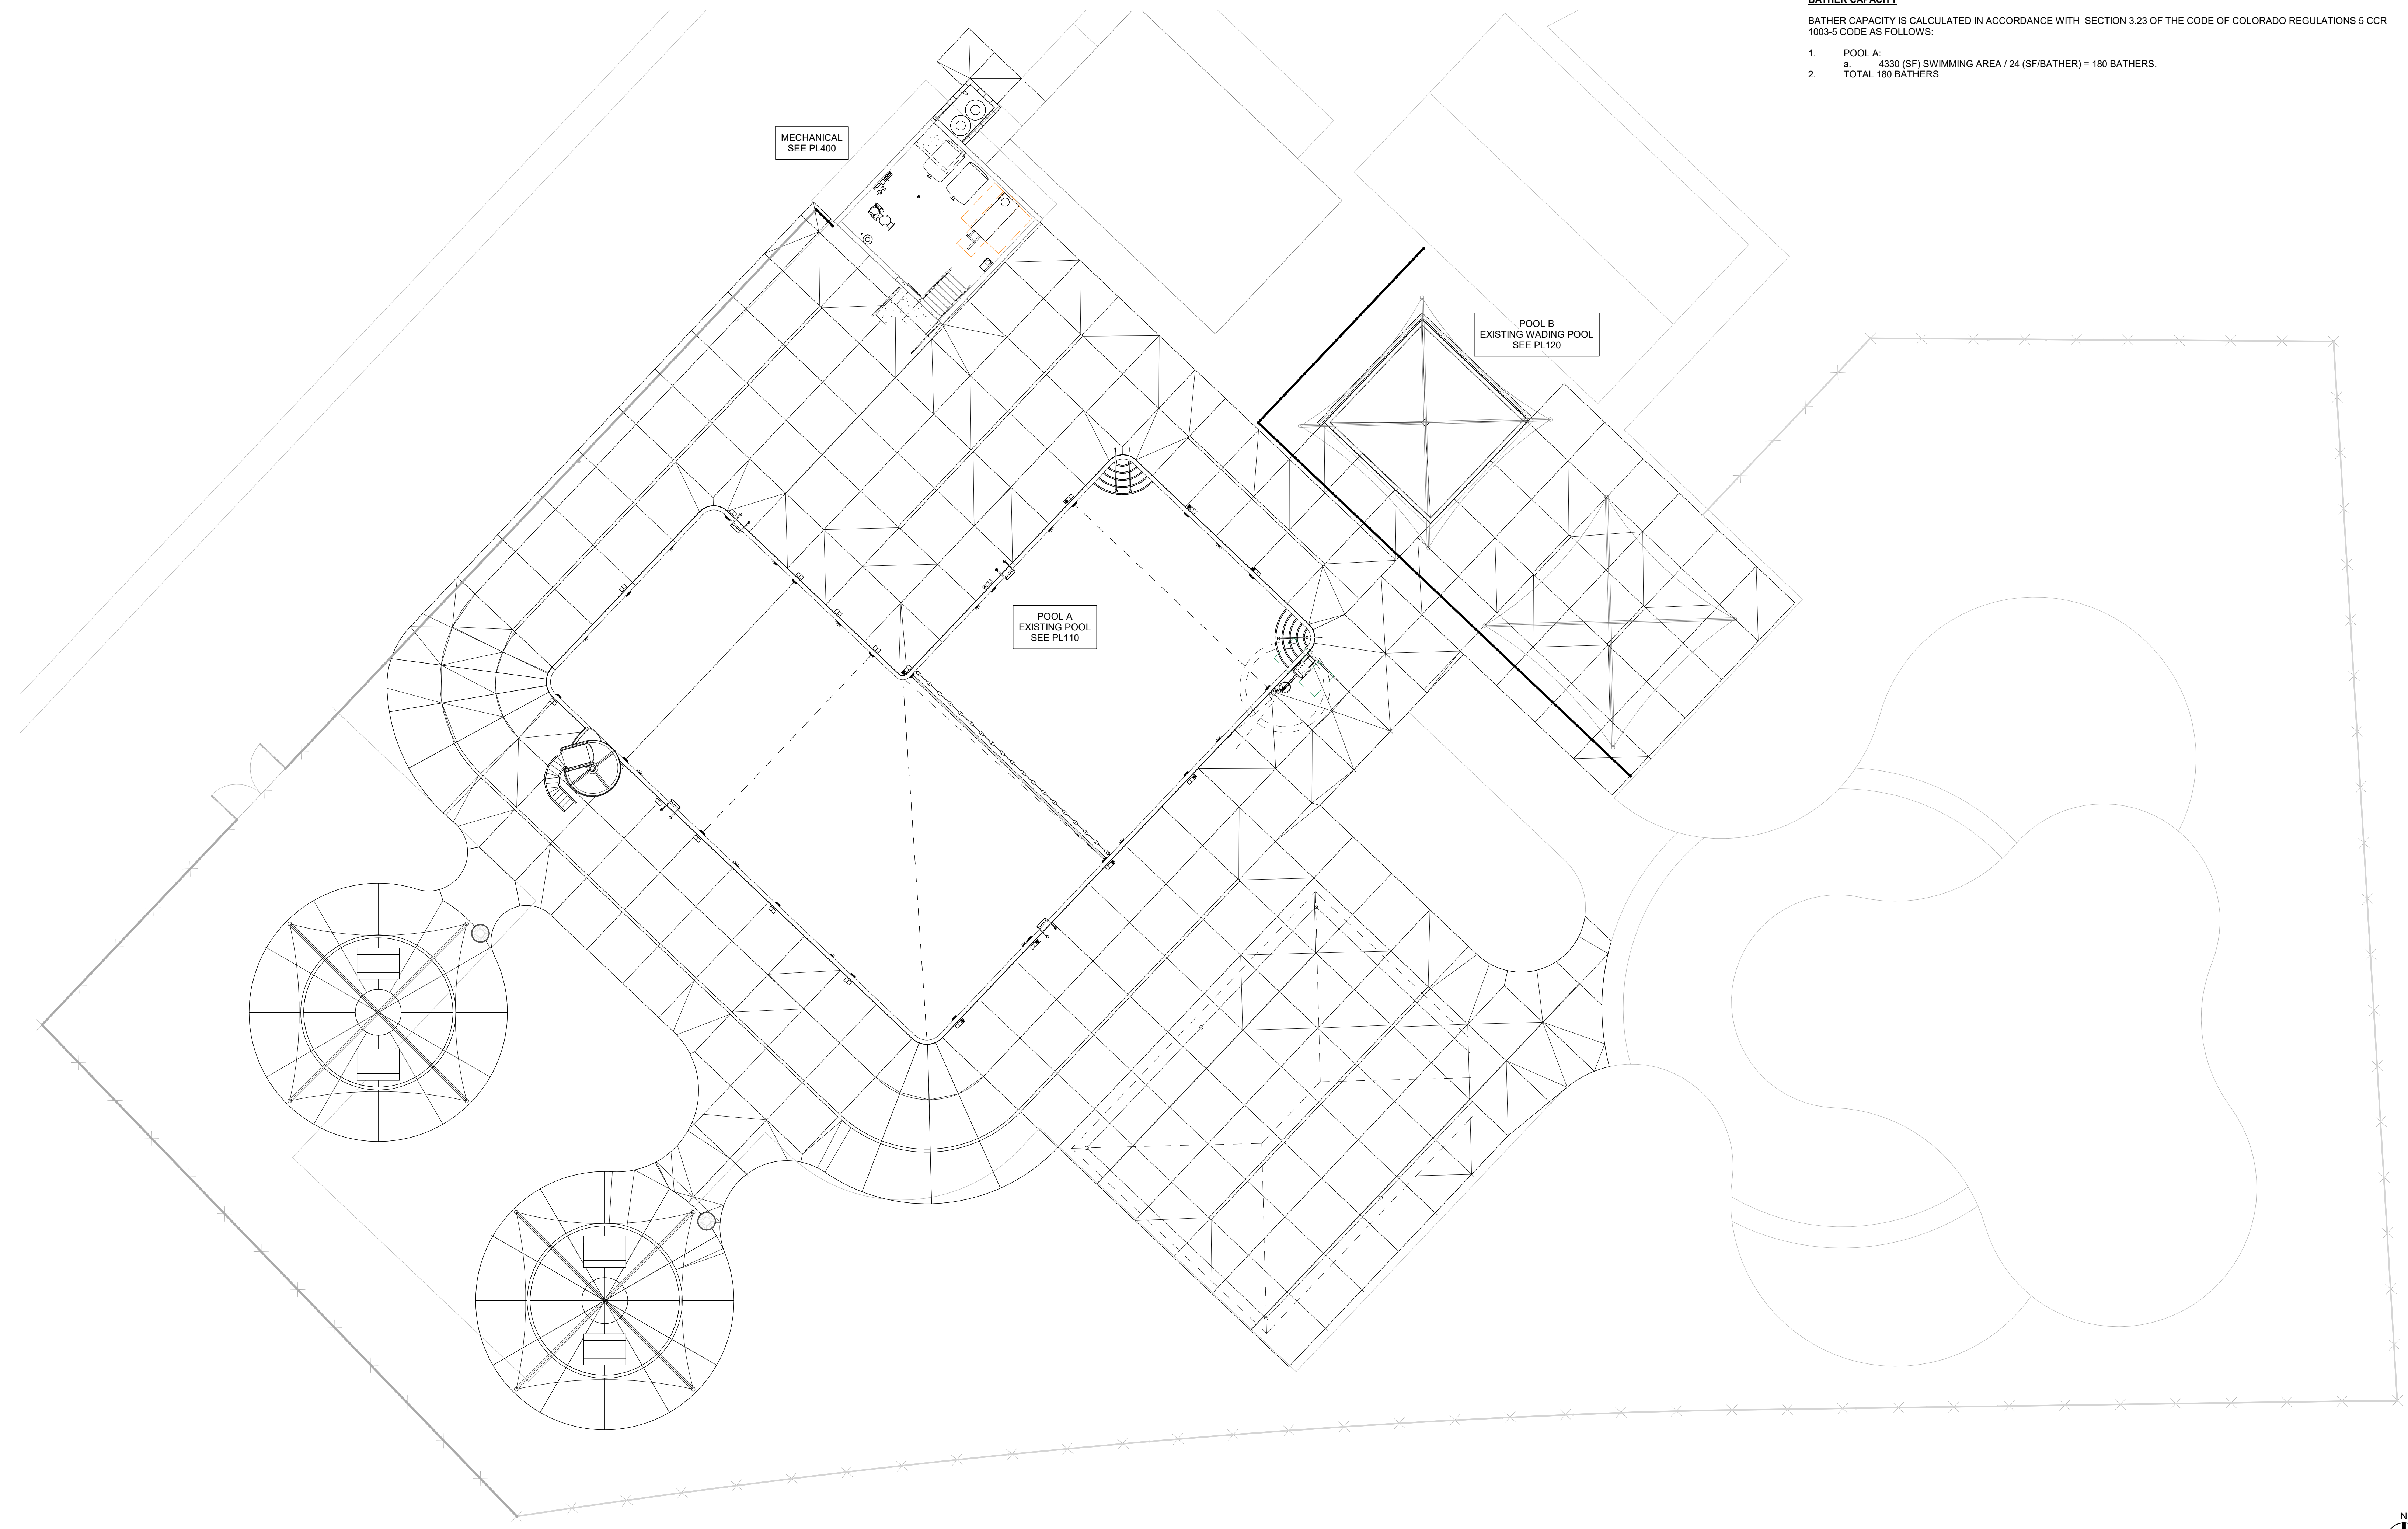 BATHER CAPACITY
BATHER CAPACITY IS CALCULATED IN ACCORDANCE WITH SECTION 3.23 OF THE CODE OF COLORADO REGULATIONS 5 CCR
1003-5 CODE AS FOLLOWS:
1. POOL A:
a. 4330 (SF) SWIMMING AREA / 24 (SF/BATHER) = 180 BATHERS.
2. TOTAL 180 BATHERS
MECHANICAL
SEE PL400
POOL B
EXISTING WADING POOL
SEE PL120
POOL A
EXISTING POOL
SEE PL110
N